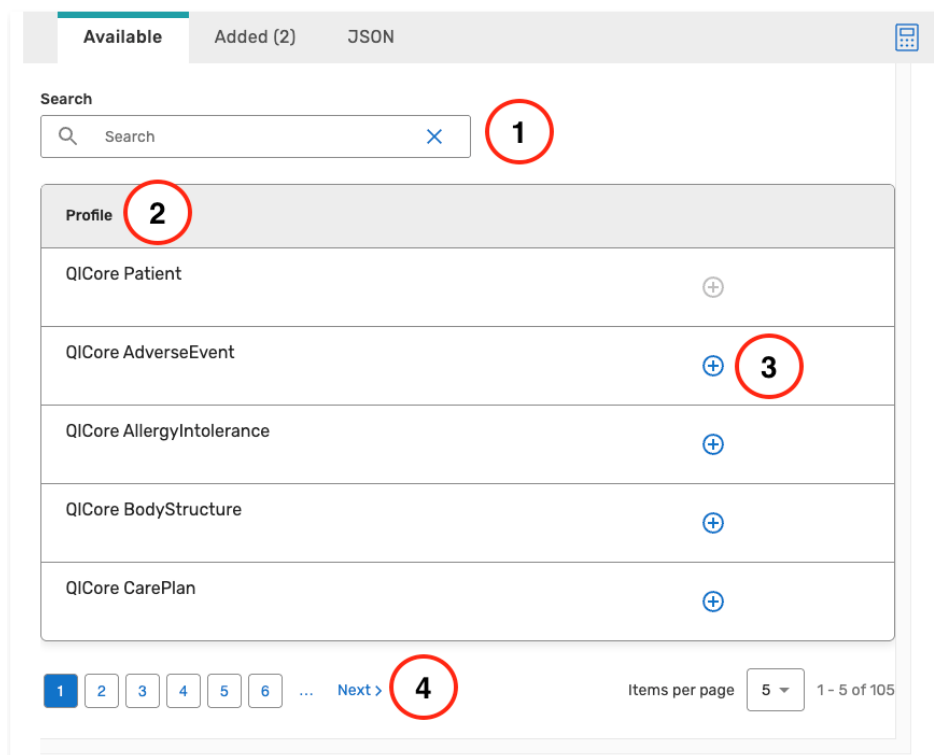 Available Added (2) JSON
Search
Search 1
Profile 2
QICore Patient
QICore AdverseEvent
3
QICore AllergyIntolerance
QICore BodyStructure
QICore CarePlan
1 2 3 4 5 6 ... Next > 4 Items per page 5 1 - 5 of 105